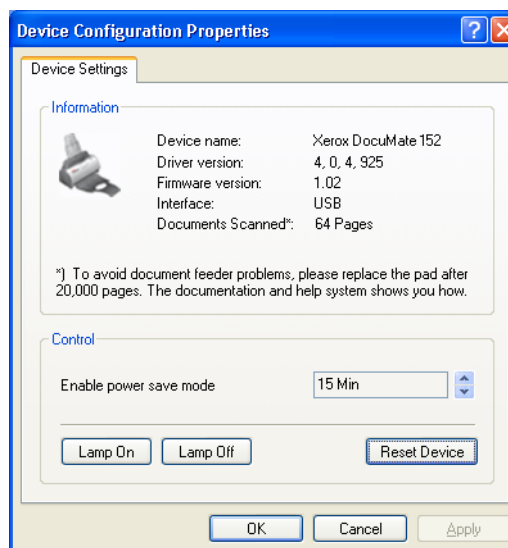 Device Configuration Properties
Device Settings
Information
Device name: Xerox DocuMate 152
Driver version: 4, 0, 4, 925
Firmware version: 1.02
Interface: USB
Documents Scanned*: 64 Pages
*) To avoid document feeder problems, please replace the pad after
20,000 pages. The documentation and help system shows you how.
Control
Enable power save mode 15 Min
Lamp On Lamp Off Reset Device
OK Cancel Apply